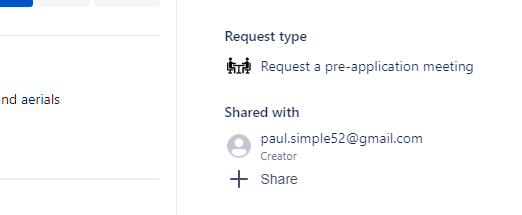 Request type
Request a pre-application meeting
nd aerials
Shared with
paul.simple52@gmail.com
Creator
Share